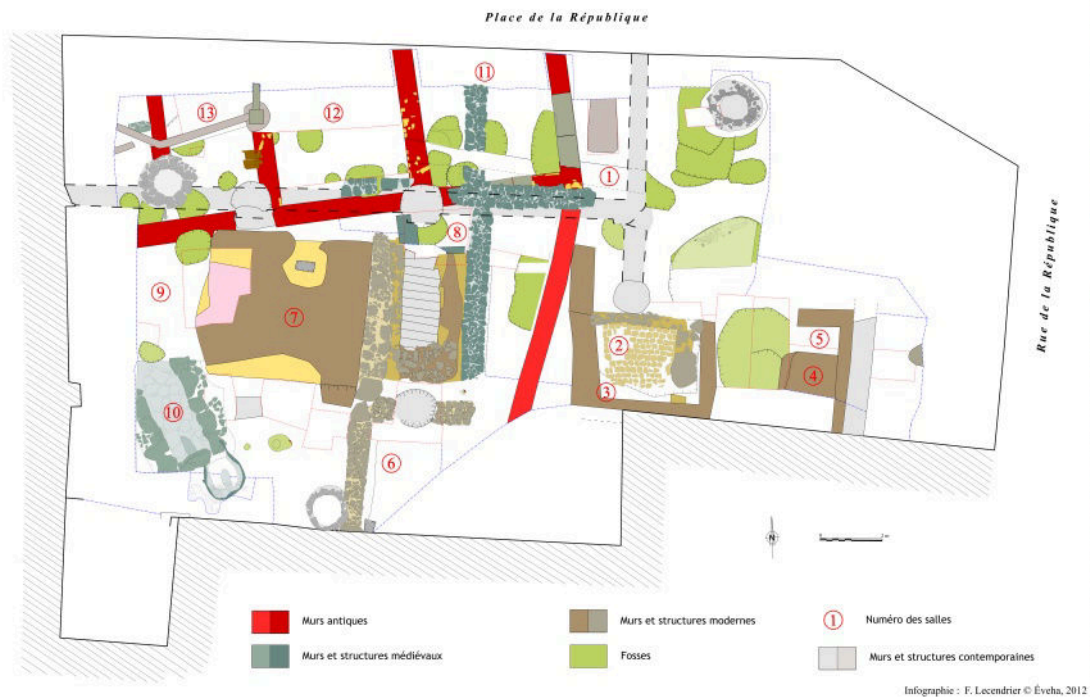 Place de la République
11
13
12
1
Rue de la République
8
9
7
2
5
4
3
10
6
N
0
Murs antiques
Murs et structures modernes
1
Numéro des salles
Murs et structures médiévaux
Fosses
Murs et structures contemporaines
Infographie : F. Lecendrier © Éveha, 2012